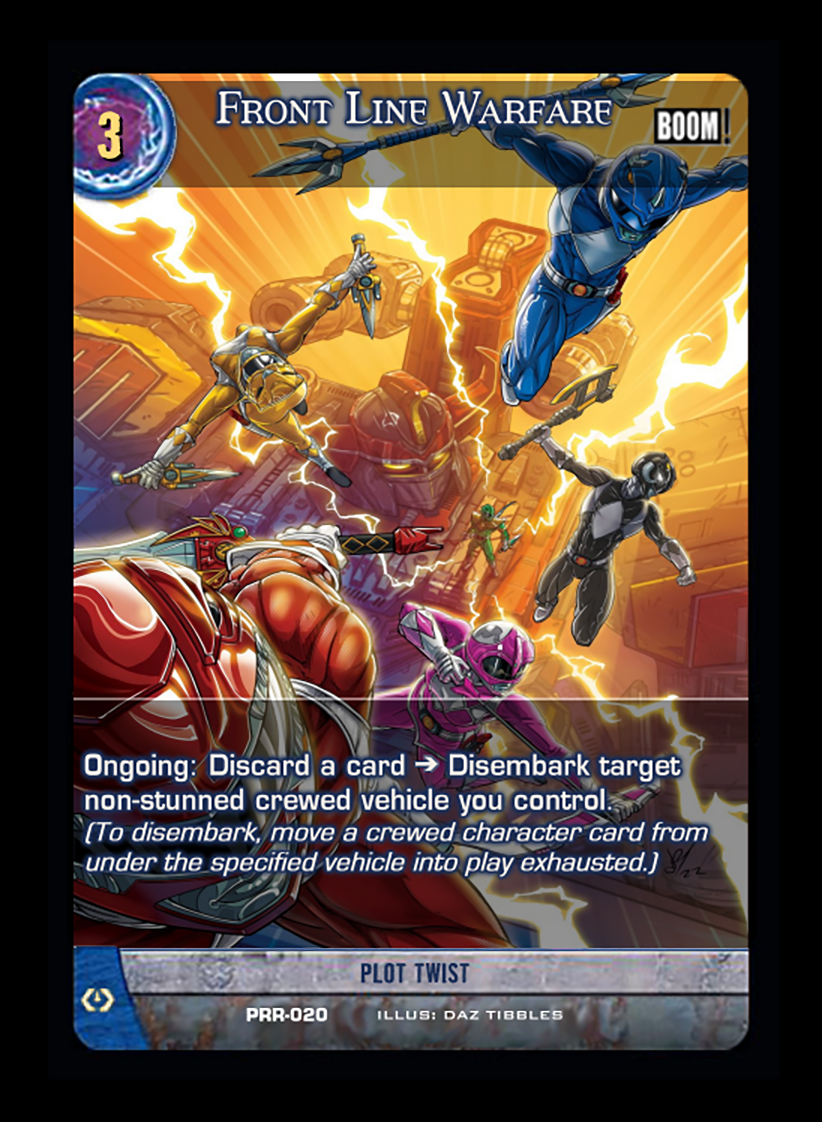 3
FRONT LINE WARFARE
BOOM!
Ongoing: Discard a card ➔ Disembark target
non-stunned crewed vehicle you control.
(To disembark, move a crewed character card from
under the specified vehicle into play exhausted.)
PLOT TWIST
PRR-020 ILLUS: DAZ TIBBLES